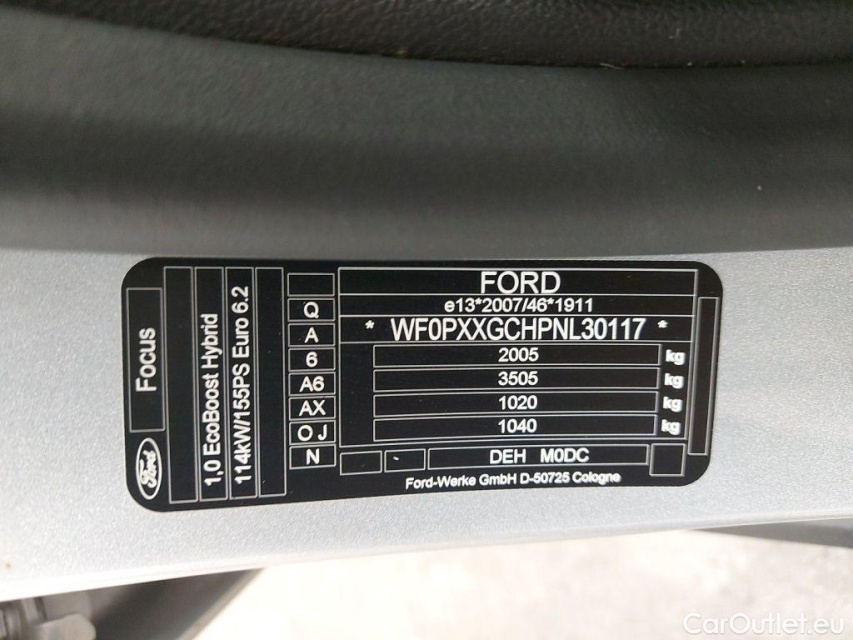 Focus
Ford
1,0 EcoBoost Hybrid
114kW/155PS Euro 6.2
Q
A
6
A6
AX
OJ
N
FORD
e13*2007/46*1911
* WF0PXXGCHPNL30117 *
2005 kg
3505 kg
1020 kg
1040 kg
- DEH M0DC
Ford-Werke GmbH D-50725 Cologne
CarOutlet.eu